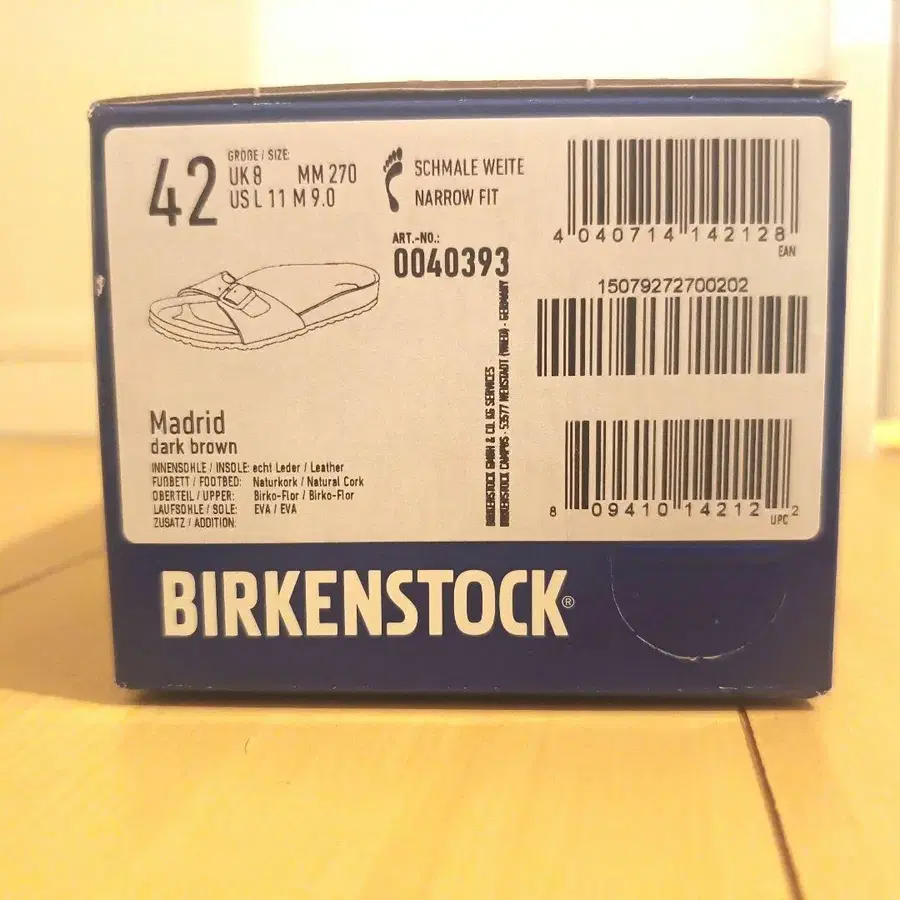 42
GRÖßE / SIZE:
UK 8 MM 270
US L 11 M 9.0
SCHMALE WEITE
NARROW FIT
ART.-NO.:
0040393
4 040714 142128
EAN
15079272700202
Madrid
dark brown
INNENSOHLE / INSOLE: echt Leder / Leather
FUßBETT / FOOTBED: Naturkork / Natural Cork
OBERTEIL / UPPER: Birko-Flor / Birko-Flor
LAUFSOHLE / SOLE: EVA / EVA
ZUSATZ / ADDITION:
BIRKENSTOCK GMBH & CO. KG SERVICES
BIRKENSTOCK CAMPUS · 53577 NEUSTADT (WIED) · GERMANY
8 09410 14212 2
UPC
BIRKENSTOCK®